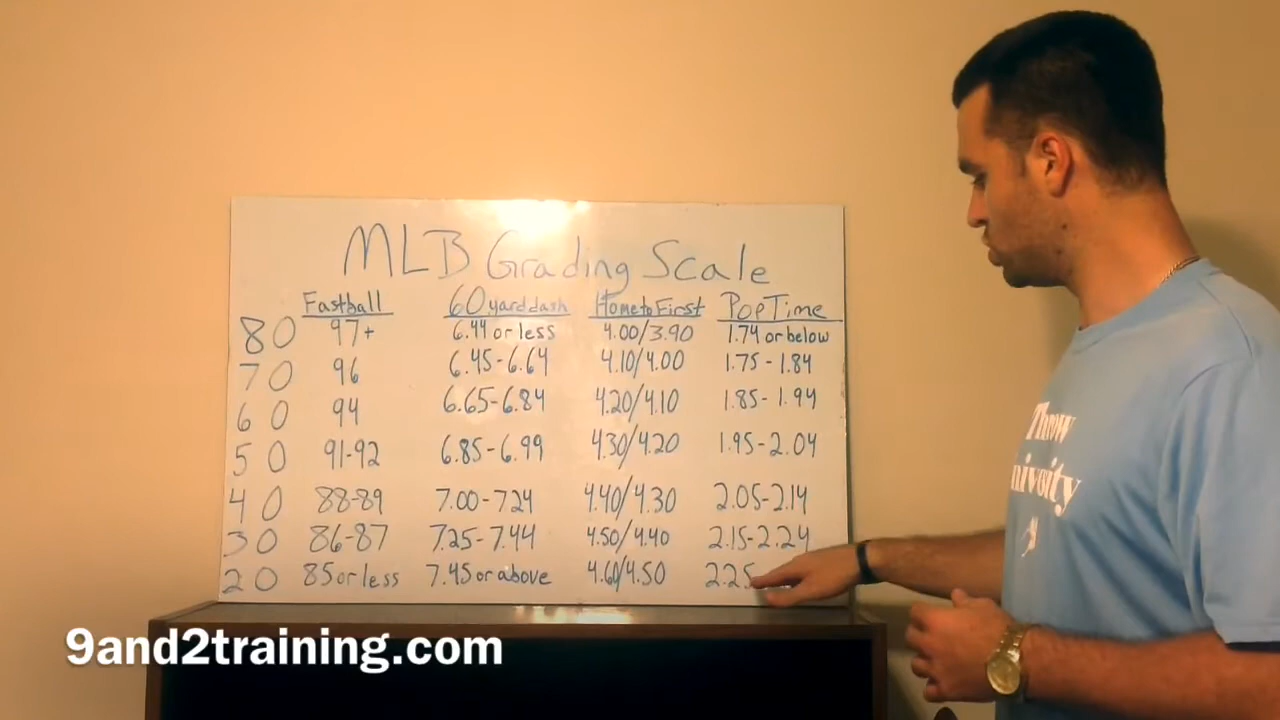 MLB Grading Scale
Fastball 60 yard dash Home to First Pop Time
80 97+ 6.44 or less 4.00/3.90 1.74 or below
70 96 6.45-6.64 4.10/4.00 1.75-1.84
60 94 6.65-6.84 4.20/4.10 1.85-1.94
50 91-92 6.85-6.99 4.30/4.20 1.95-2.04
40 88-89 7.00-7.24 4.40/4.30 2.05-2.14
30 86-87 7.25-7.44 4.50/4.40 2.15-2.24
20 85 or less 7.45 or above 4.60/4.50 2.25
Throw
University
9and2training.com